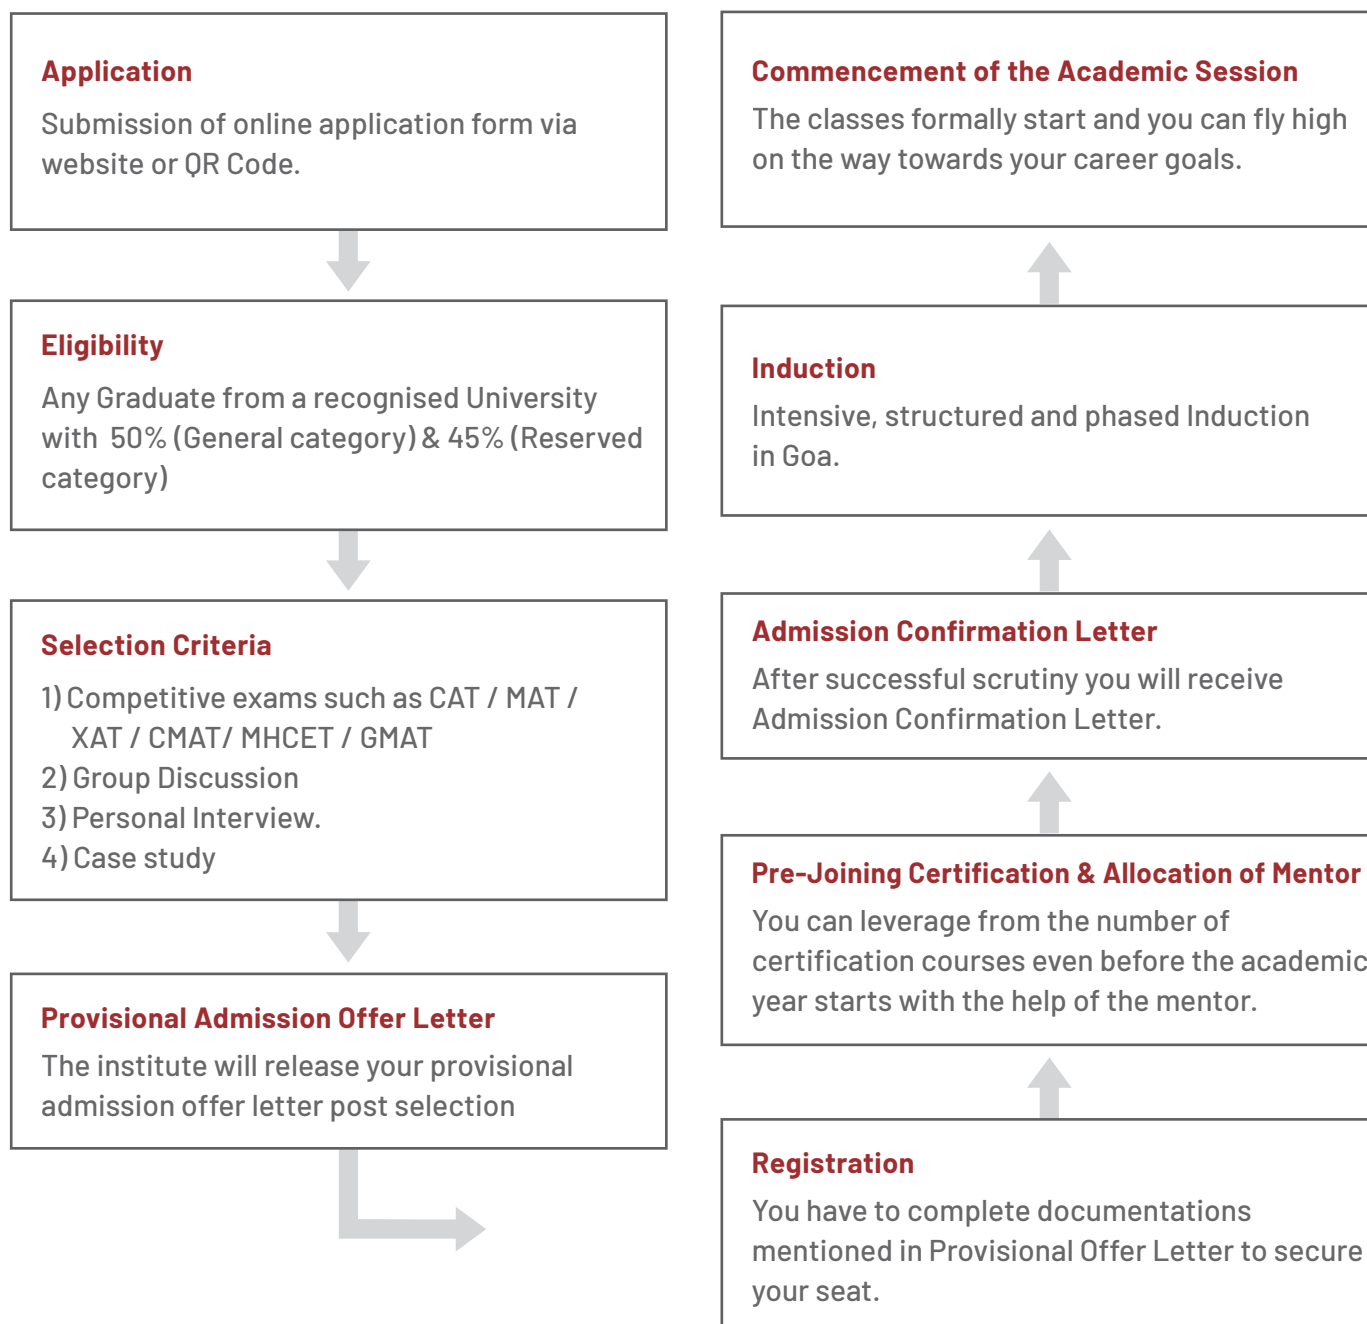 Application
Submission of online application form via
website or QR Code.
Eligibility
Any Graduate from a recognised University
with  50% (General category) & 45% (Reserved
category)
Selection Criteria
1) Competitive exams such as CAT / MAT /
XAT / CMAT/ MHCET / GMAT
2) Group Discussion
3) Personal Interview.
4) Case study
Provisional Admission Offer Letter
The institute will release your provisional
admission offer letter post selection
Registration
You have to complete documentations
mentioned in Provisional Offer Letter to secure
your seat.
Pre-Joining Certification & Allocation of Mentor
You can leverage from the number of
certification courses even before the academic
year starts with the help of the mentor.
Admission Confirmation Letter
After successful scrutiny you will receive
Admission Confirmation Letter.
Induction
Intensive, structured and phased Induction
in Goa.
Commencement of the Academic Session
The classes formally start and you can fly high
on the way towards your career goals.